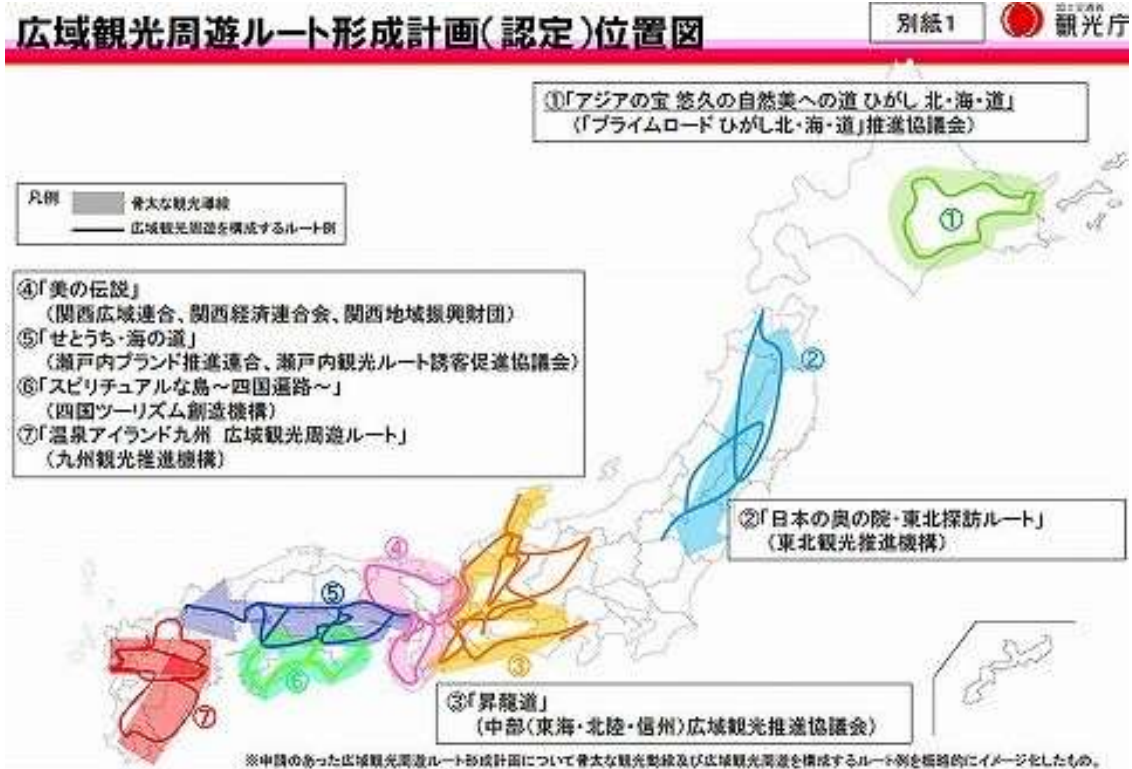 広域観光周遊ルート形成計画(認定)位置図
別紙1
国土交通省
観光庁
①「アジアの宝 悠久の自然美への道 ひがし 北・海・道」
(「プライムロード ひがし北・海・道」推進協議会)
凡例
骨太な観光導線
広域観光周遊を構成するルート例
①
④「美の伝説」
(関西広域連合、関西経済連合会、関西地域振興財団)
⑤「せとうち・海の道」
(瀬戸内ブランド推進連合、瀬戸内観光ルート誘客促進協議会)
⑥「スピリチュアルな島~四国遍路~」
(四国ツーリズム創造機構)
⑦「温泉アイランド九州 広域観光周遊ルート」
(九州観光推進機構)
②
②「日本の奥の院・東北探訪ルート」
(東北観光推進機構)
④
⑤
③
⑥
⑦
③「昇龍道」
(中部(東海・北陸・信州)広域観光推進協議会)
※申請のあった広域観光周遊ルート形成計画について骨太な観光動線及び広域観光周遊を構成するルート例を概略的にイメージ化したもの。